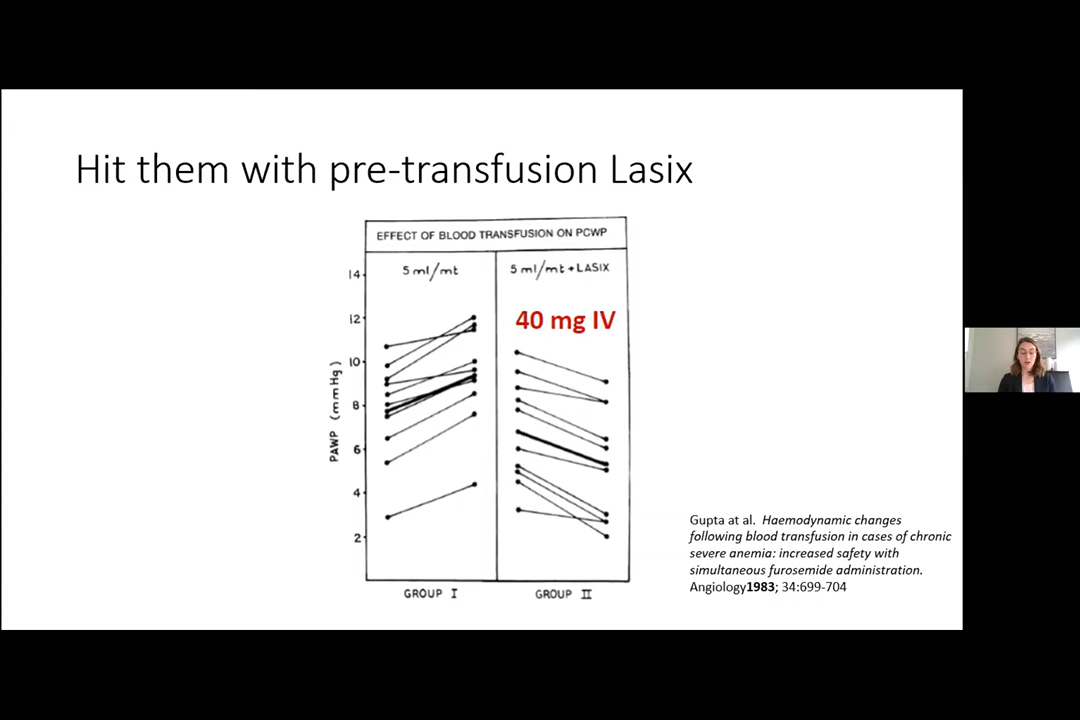 Hit them with pre-transfusion Lasix
EFFECT OF BLOOD TRANSFUSION ON PCWP
5 ml/mt
5 ml/mt + LASIX
40 mg IV
14
12
10
8
6
4
2
PAWP (mmHg)
GROUP I
GROUP II
Gupta at al. Haemodynamic changes
following blood transfusion in cases of chronic
severe anemia: increased safety with
simultaneous furosemide administration.
Angiology1983; 34:699-704